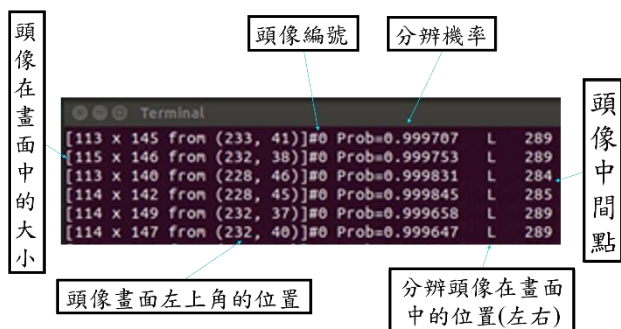 頭像在畫面中的大小
頭像編號
分辨機率
Terminal
[113 x 145 from (233, 41)]#0 Prob=0.999707 L 289
[115 x 146 from (232, 38)]#0 Prob=0.999753 L 289
[113 x 140 from (228, 46)]#0 Prob=0.999831 L 284
[114 x 142 from (228, 45)]#0 Prob=0.999845 L 285
[114 x 149 from (232, 37)]#0 Prob=0.999658 L 289
[114 x 147 from (232, 40)]#0 Prob=0.999647 L 289
頭像中間點
頭像畫面左上角的位置
分辨頭像在畫面
中的位置(左右)